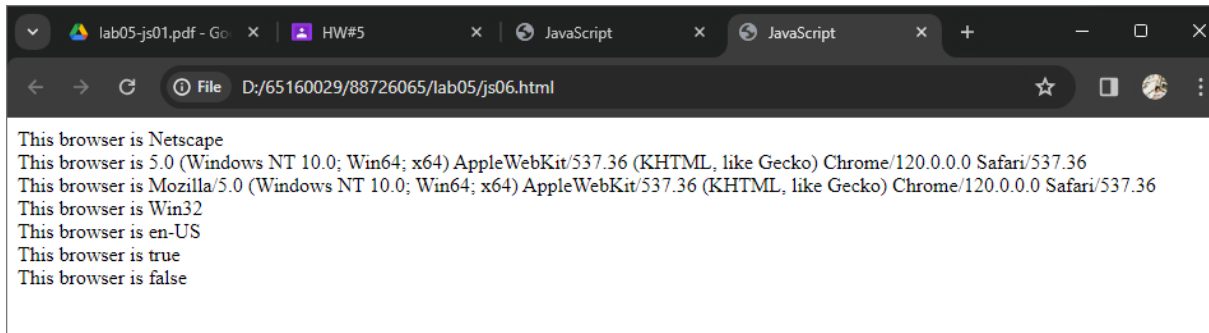 lab05-js01.pdf - Goo
HW#5
JavaScript
JavaScript
File
D:/65160029/88726065/lab05/js06.html
This browser is Netscape
This browser is 5.0 (Windows NT 10.0; Win64; x64) AppleWebKit/537.36 (KHTML, like Gecko) Chrome/120.0.0.0 Safari/537.36
This browser is Mozilla/5.0 (Windows NT 10.0; Win64; x64) AppleWebKit/537.36 (KHTML, like Gecko) Chrome/120.0.0.0 Safari/537.36
This browser is Win32
This browser is en-US
This browser is true
This browser is false